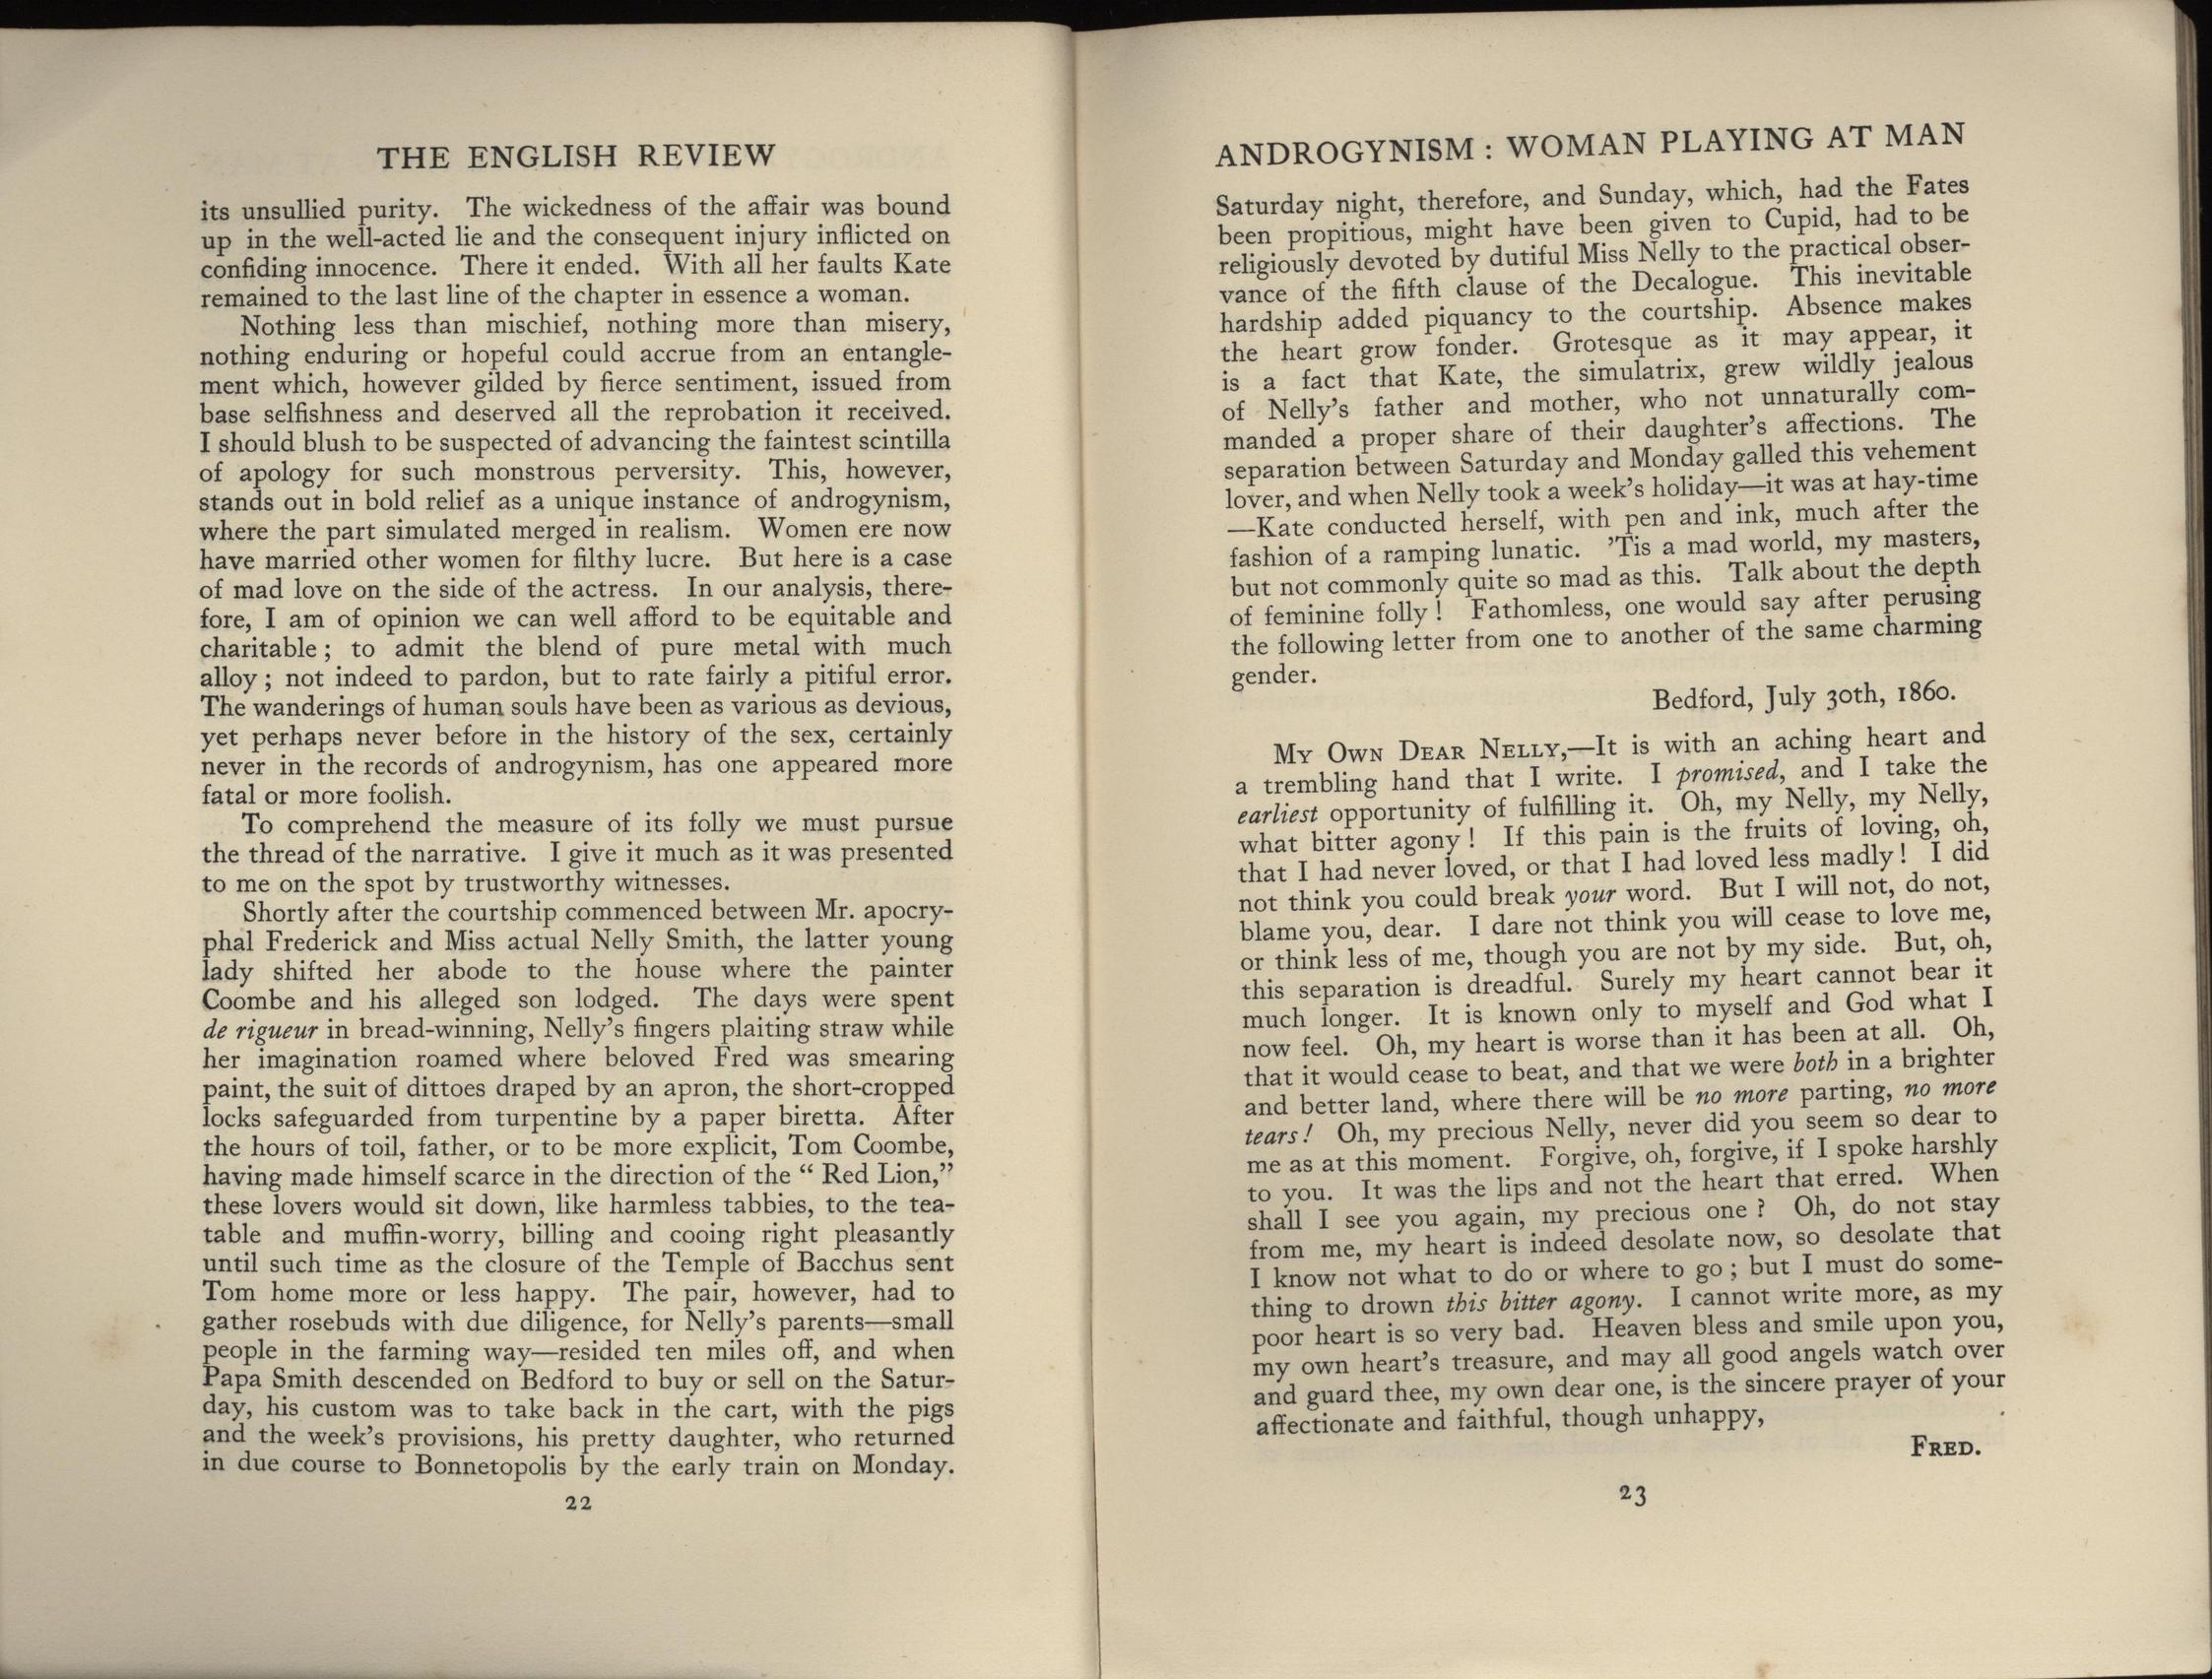 THE ENGLISH REVIEW
its unsullied purity. The wickedness of the affair was bound
up in the well-acted lie and the consequent injury inflicted on
confiding innocence. There it ended. With all her faults Kate
remained to the last line of the chapter in essence a woman.
Nothing less than mischief, nothing more than misery,
nothing enduring or hopeful could accrue from an entangle-
ment which, however gilded by fierce sentiment, issued from
base selfishness and deserved all the reprobation it received.
I should blush to be suspected of advancing the faintest scintilla
of apology for such monstrous perversity. This, however,
stands out in bold relief as a unique instance of androgynism,
where the part simulated merged in realism. Women ere now
have married other women for filthy lucre. But here is a case
of mad love on the side of the actress. In our analysis, there-
fore, I am of opinion we can well afford to be equitable and
charitable; to admit the blend of pure metal with much
alloy; not indeed to pardon, but to rate fairly a pitiful error.
The wanderings of human souls have been as various as devious,
yet perhaps never before in the history of the sex, certainly
never in the records of androgynism, has one appeared more
fatal or more foolish.
To comprehend the measure of its folly we must pursue
the thread of the narrative. I give it much as it was presented
to me on the spot by trustworthy witnesses.
Shortly after the courtship commenced between Mr. apocry-
phal Frederick and Miss actual Nelly Smith, the latter young
lady shifted her abode to the house where the painter
Coombe and his alleged son lodged. The days were spent
de rigueur in bread-winning, Nelly's fingers plaiting straw while
her imagination roamed where beloved Fred was smearing
paint, the suit of dittoes draped by an apron, the short-cropped
locks safeguarded from turpentine by a paper biretta. After
the hours of toil, father, or to be more explicit, Tom Coombe,
having made himself scarce in the direction of the “ Red Lion,”
these lovers would sit down, like harmless tabbies, to the tea-
table and muffin-worry, billing and cooing right pleasantly
until such time as the closure of the Temple of Bacchus sent
Tom home more or less happy. The pair, however, had to
gather rosebuds with due diligence, for Nelly's parents—small
people in the farming way—resided ten miles off, and when
Papa Smith descended on Bedford to buy or sell on the Satur-
day, his custom was to take back in the cart, with the pigs
and the week's provisions, his pretty daughter, who returned
in due course to Bonnetopolis by the early train on Monday.
22
ANDROGYNISM : WOMAN PLAYING AT MAN
Saturday night, therefore, and Sunday, which, had the Fates
been propitious, might have been given to Cupid, had to be
religiously devoted by dutiful Miss Nelly to the practical obser-
vance of the fifth clause of the Decalogue. This inevitable
hardship added piquancy to the courtship. Absence makes
the heart grow fonder. Grotesque as it may appear, it
is a fact that Kate, the simulatrix, grew wildly jealous
of Nelly's father and mother, who not unnaturally com-
manded a proper share of their daughter's affections. The
separation between Saturday and Monday galled this vehement
lover, and when Nelly took a week's holiday—it was at hay-time
—Kate conducted herself, with pen and ink, much after the
fashion of a ramping lunatic. 'Tis a mad world, my masters,
but not commonly quite so mad as this. Talk about the depth
of feminine folly! Fathomless, one would say after perusing
the following letter from one to another of the same charming
gender.
Bedford, July 30th, 1860.
MY OWN DEAR NELLY,—It is with an aching heart and
a trembling hand that I write. I promised, and I take the
earliest opportunity of fulfilling it. Oh, my Nelly, my Nelly,
what bitter agony! If this pain is the fruits of loving, oh,
that I had never loved, or that I had loved less madly! I did
not think you could break your word. But I will not, do not,
blame you, dear. I dare not think you will cease to love me,
or think less of me, though you are not by my side. But, oh,
this separation is dreadful. Surely my heart cannot bear it
much longer. It is known only to myself and God what I
now feel. Oh, my heart is worse than it has been at all. Oh,
that it would cease to beat, and that we were both in a brighter
and better land, where there will be no more parting, no more
tears! Oh, my precious Nelly, never did you seem so dear to
me as at this moment. Forgive, oh, forgive, if I spoke harshly
to you. It was the lips and not the heart that erred. When
shall I see you again, my precious one? Oh, do not stay
from me, my heart is indeed desolate now, so desolate that
I know not what to do or where to go; but I must do some-
thing to drown this bitter agony. I cannot write more, as my
poor heart is so very bad. Heaven bless and smile upon you,
my own heart's treasure, and may all good angels watch over
and guard thee, my own dear one, is the sincere prayer of your
affectionate and faithful, though unhappy,
FRED.
23